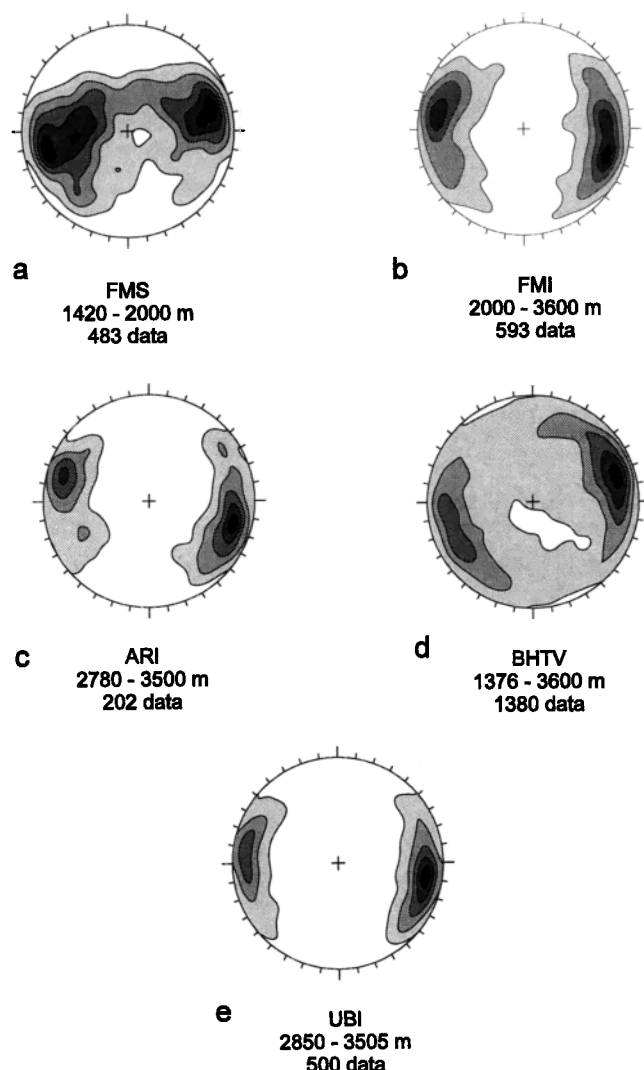 a
FMS
1420 - 2000 m
483 data
b
FMI
2000 - 3600 m
593 data
c
ARI
2780 - 3500 m
202 data
d
BHTV
1376 - 3600 m
1380 data
e
UBI
2850 - 3505 m
500 data